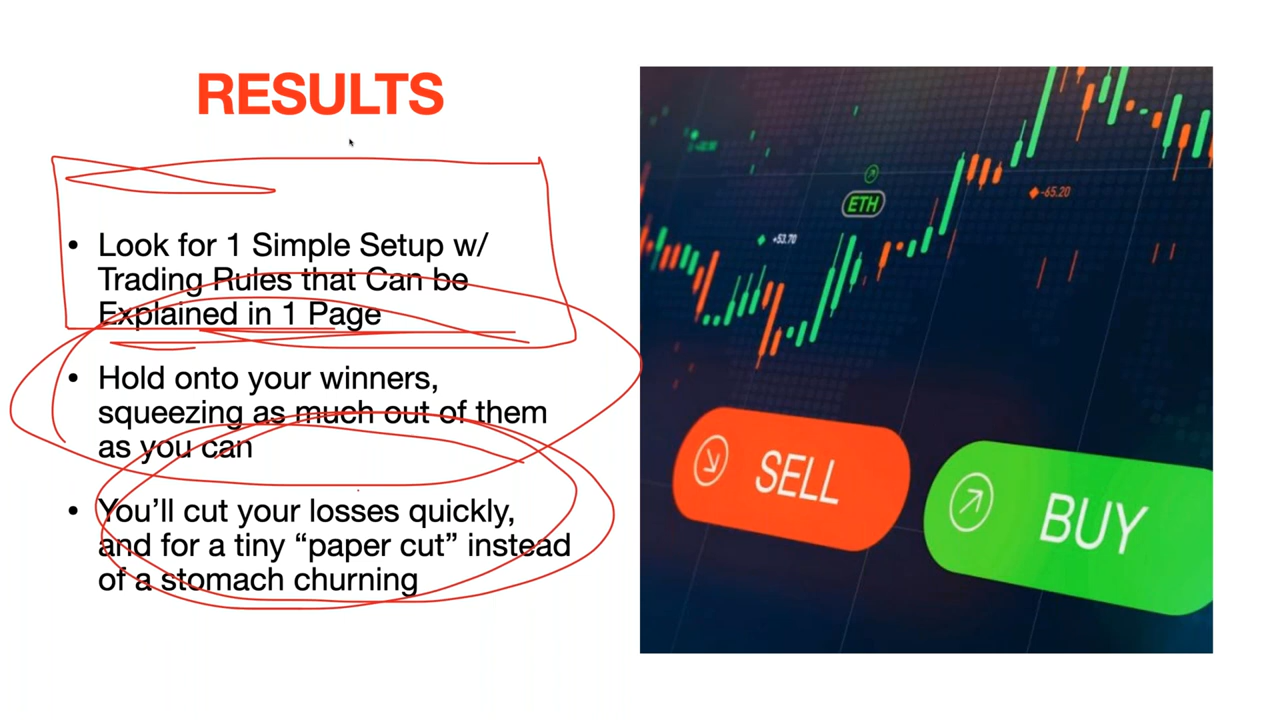 RESULTS
• Look for 1 Simple Setup w/
Trading Rules that Can be
Explained in 1 Page
• Hold onto your winners,
squeezing as much out of them
as you can
• You’ll cut your losses quickly,
and for a tiny “paper cut” instead
of a stomach churning
ETH
+53.70
-65.20
SELL
BUY